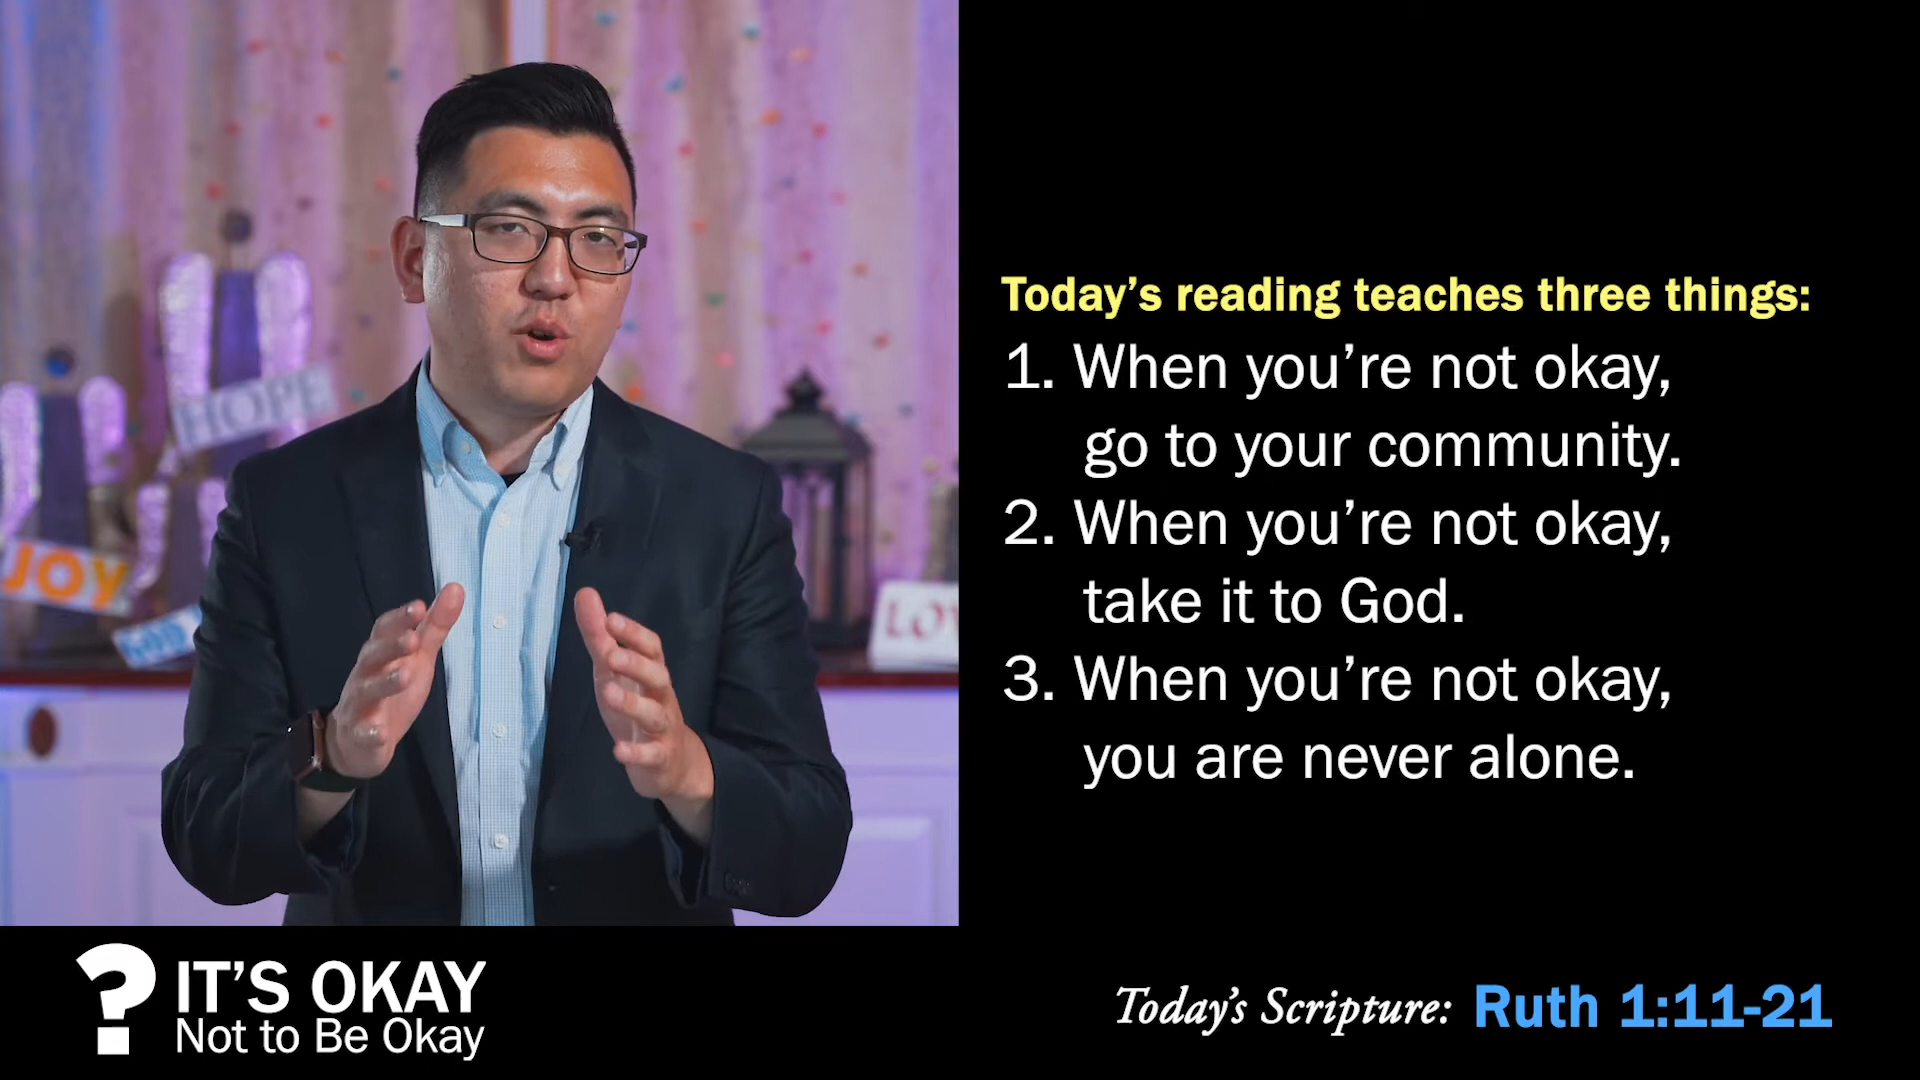 HOPE
JOY
Today’s reading teaches three things:
1. When you’re not okay,
go to your community.
2. When you’re not okay,
take it to God.
3. When you’re not okay,
you are never alone.
? IT’S OKAY
Not to Be Okay
Today’s Scripture: Ruth 1:11-21